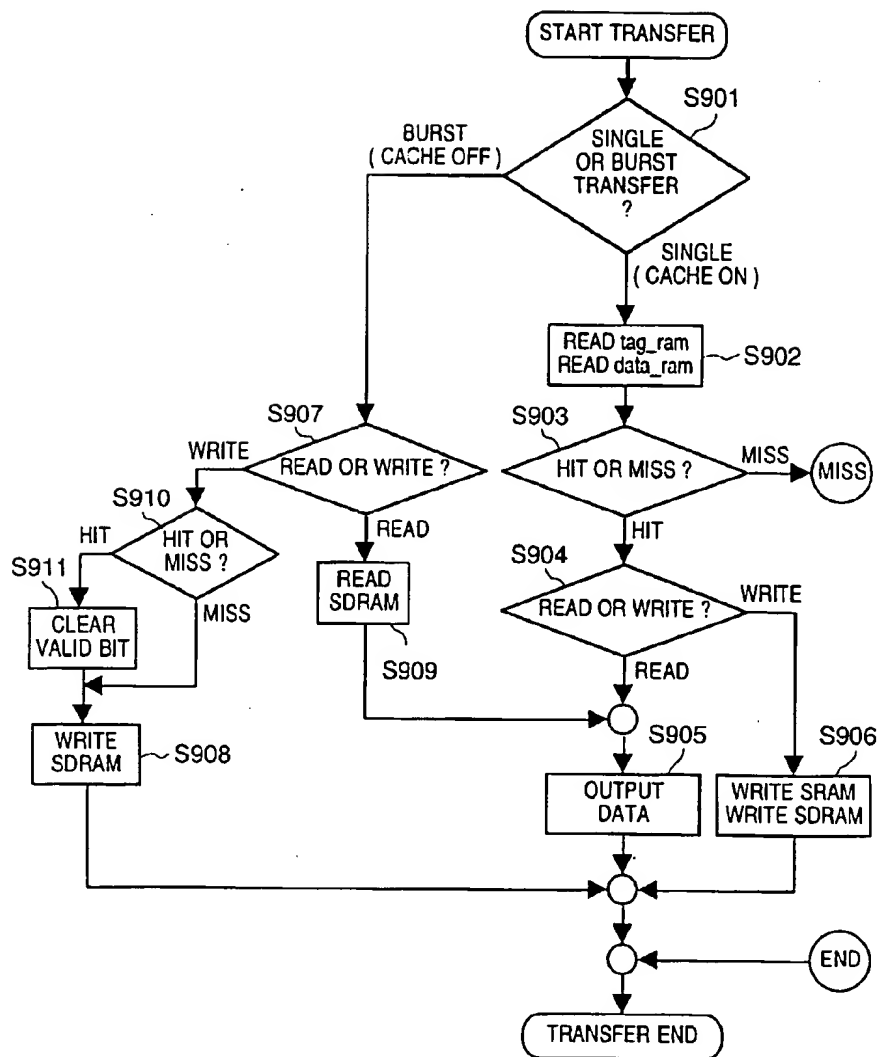 START TRANSFER
S901
BURST
( CACHE OFF )
SINGLE
OR BURST
TRANSFER
?
SINGLE
( CACHE ON )
READ tag_ram
READ data_ram
S902
S907
S903
WRITE
READ OR WRITE ?
HIT OR MISS ?
MISS
MISS
S910
HIT
HIT OR
MISS ?
READ
HIT
S911
S904
MISS
READ
SDRAM
READ OR WRITE ?
WRITE
CLEAR
VALID BIT
S909
READ
WRITE
SDRAM
S908
S905
S906
OUTPUT
DATA
WRITE SRAM
WRITE SDRAM
END
TRANSFER END